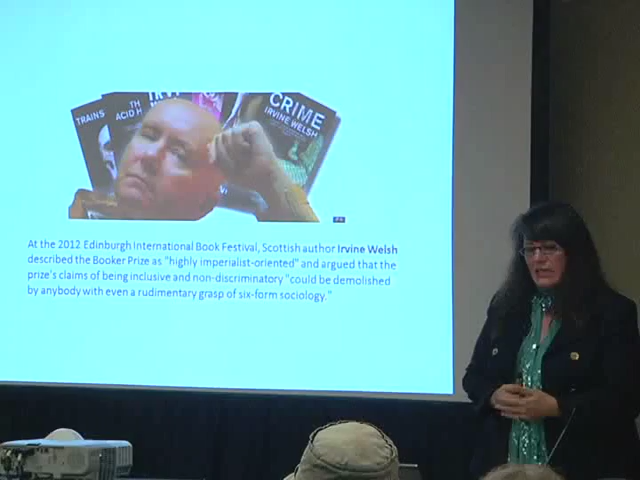 TRAINS
TH
ACID H
CRIME
IRVINE WELSH
At the 2012 Edinburgh International Book Festival, Scottish author Irvine Welsh
described the Booker Prize as "highly imperialist-oriented" and argued that the
prize's claims of being inclusive and non-discriminatory "could be demolished
by anybody with even a rudimentary grasp of six-form sociology."